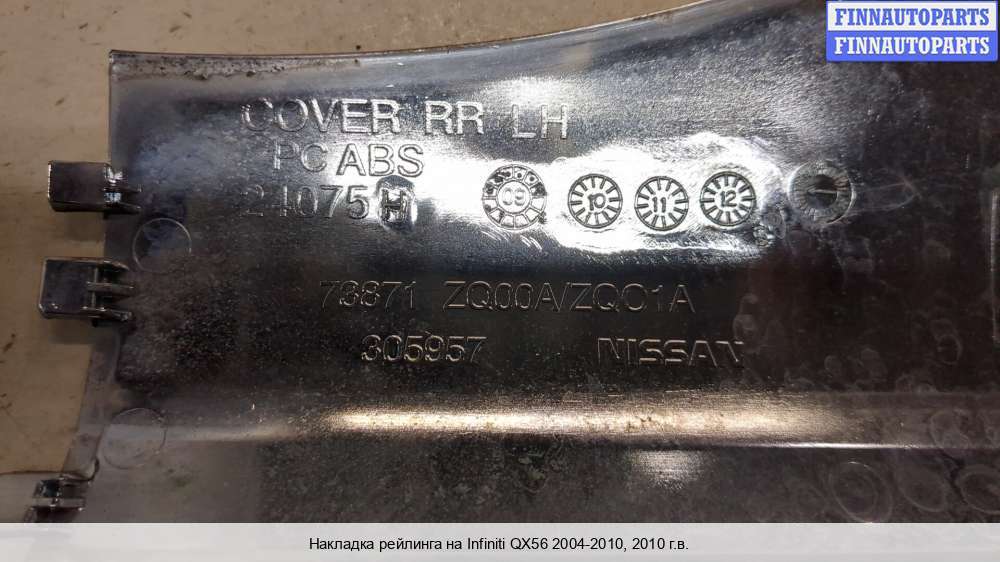 FINNAUTOPARTS
FINNAUTOPARTS
COVER RR LH
PC ABS
24075 H
09 10 11 12
73871 ZQ00A/ZQ01A
305957 NISSAN
Накладка рейлинга на Infiniti QX56 2004-2010, 2010 г.в.